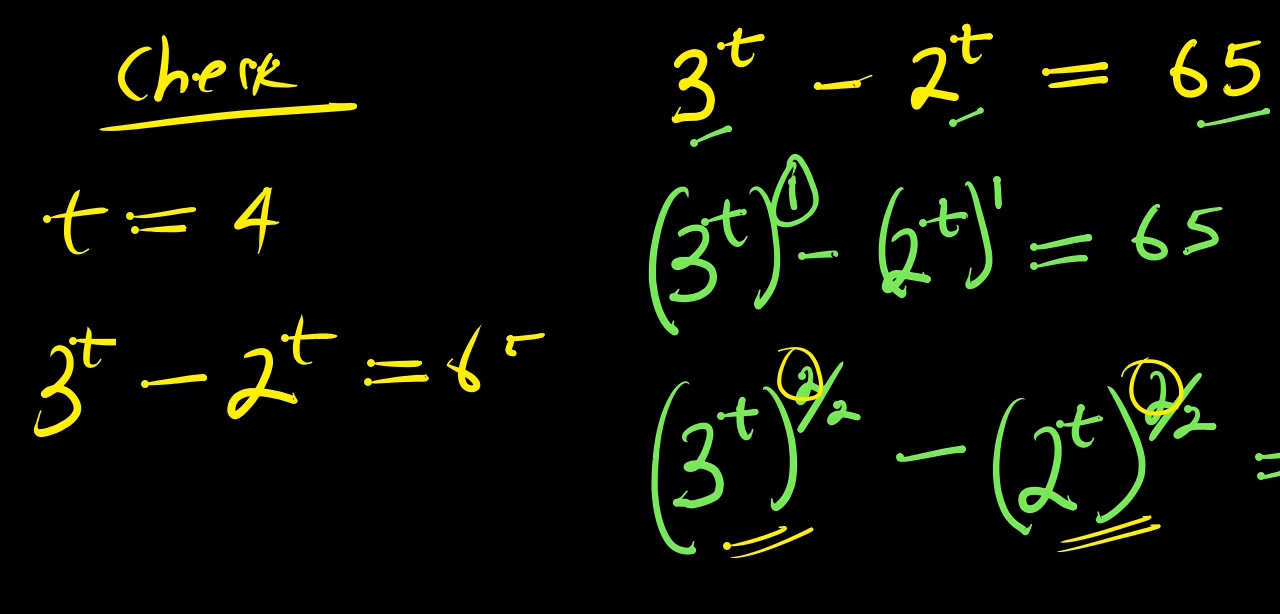 Check
t = 4
3^t - 2^t = 65
3^t - 2^t = 65
(3^t)^1 - (2^t)^1 = 65
(3^t)^2/2 - (2^t)^2/2 =